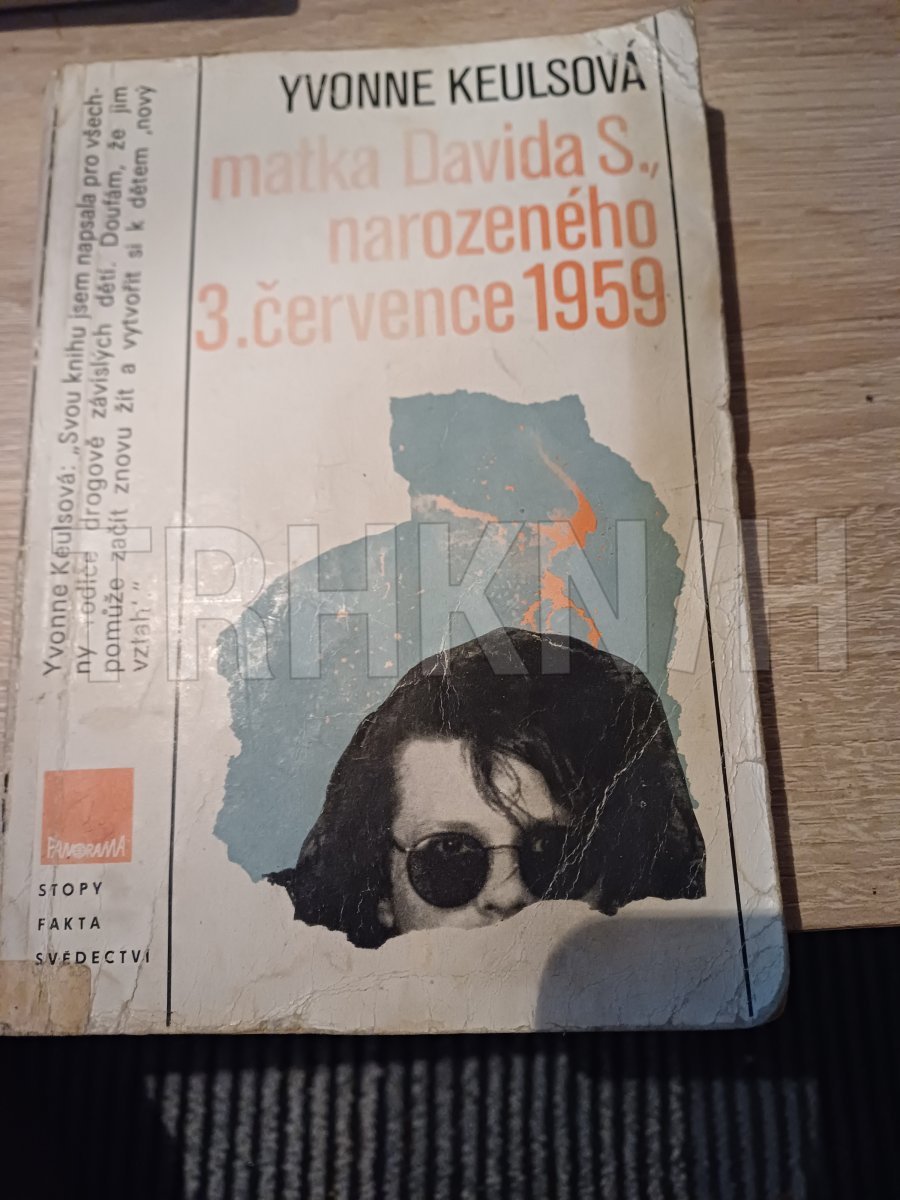 YVONNE KEULSOVÁ
matka Davida S.,
narozeného
3. července 1959
Yvonne Keulsová: „Svou knihu jsem napsala pro všech-
ny rodiče drogově závislých dětí. Doufám, že jim
pomůže začít znovu žít a vytvořit si k dětem ‚nový
vztah‘“
PANORAMA
STOPY
FAKTA
SVĚDECTVÍ
TRHKNIH